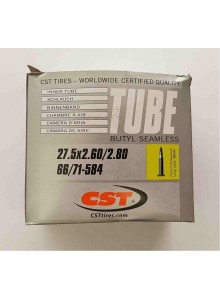 CST TIRES - WORLDWIDE CERTIFIED QUALITY
INNER TUBE
SCHLAUCH
BINNENBAND
CHAMBRE A AIR
CAMERA D'ARIA
CÁMARA DE AIRE
TUBE
BUTYL SEAMLESS
27.5x2.60/2.80
66/71-584
CST
CSTtires.com